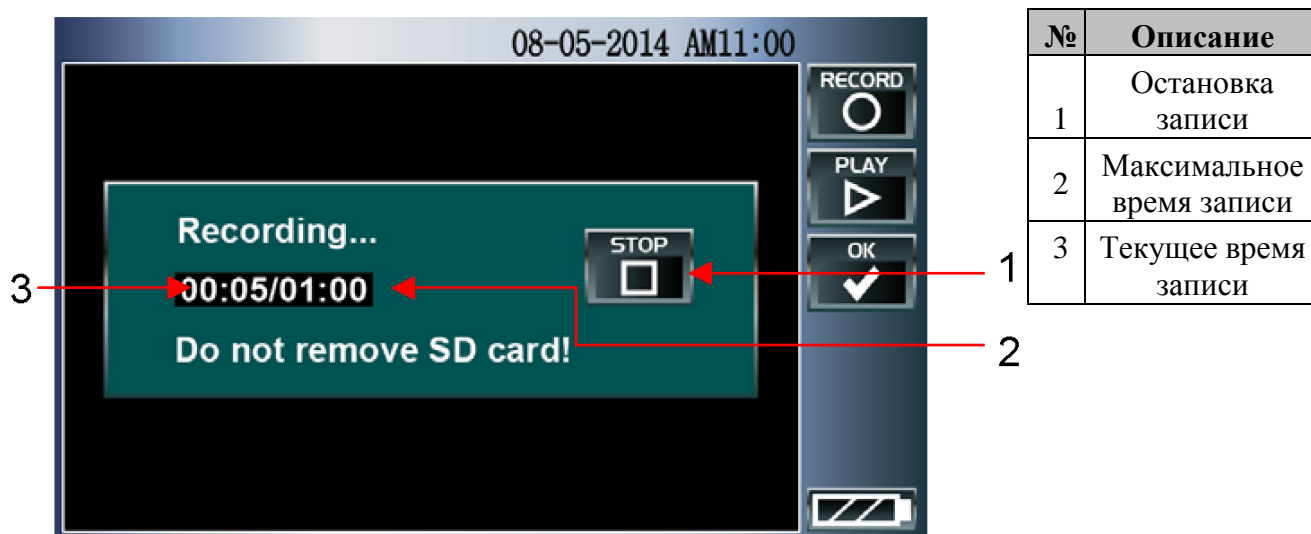 08-05-2014 AM11:00
RECORD
PLAY
OK
Recording...
00:05/01:00
STOP
Do not remove SD card!
1
2
3
№ Описание
1 Остановка
записи
2 Максимальное
время записи
3 Текущее время
записи